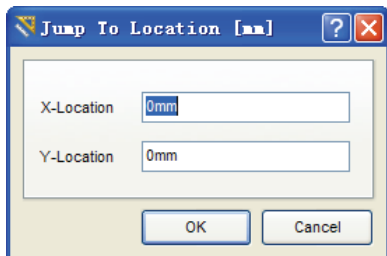 Jump To Location [mm]
X-Location 0mm
Y-Location 0mm
OK Cancel